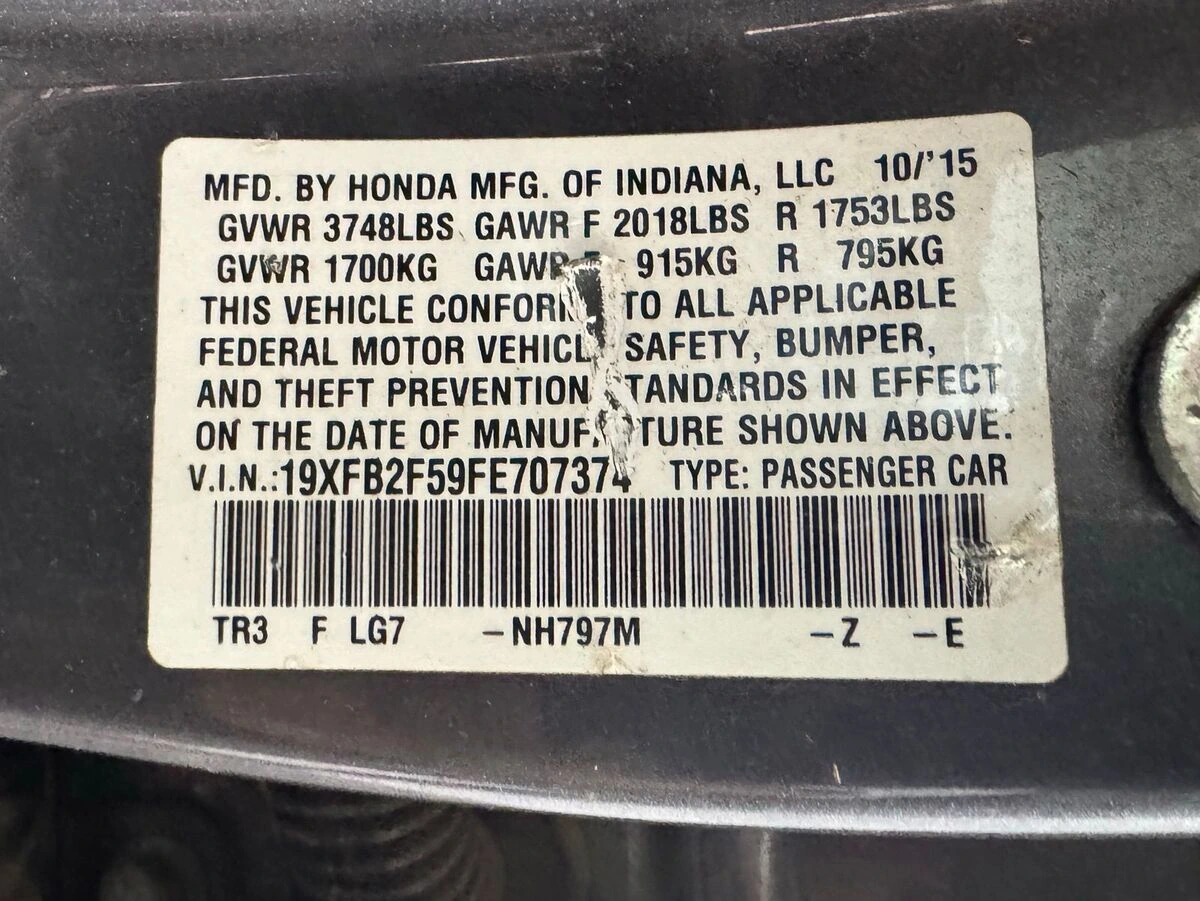 MFD. BY HONDA MFG. OF INDIANA, LLC 10/'15
GVWR 3748LBS GAWR F 2018LBS R 1753LBS
GVWR 1700KG 915KG R 795KG
THIS VEHICLE TO ALL APPLICABLE
FEDERAL MOTOR SAFETY, BUMPER,
AND THEFT PREVENTION IN EFFECT
ON THE DATE OF SHOWN ABOVE.
V.I.N.:19XFB2F59FE707374 TYPE: PASSENGER CAR
TR3 F LG7 -NH797M -Z -E